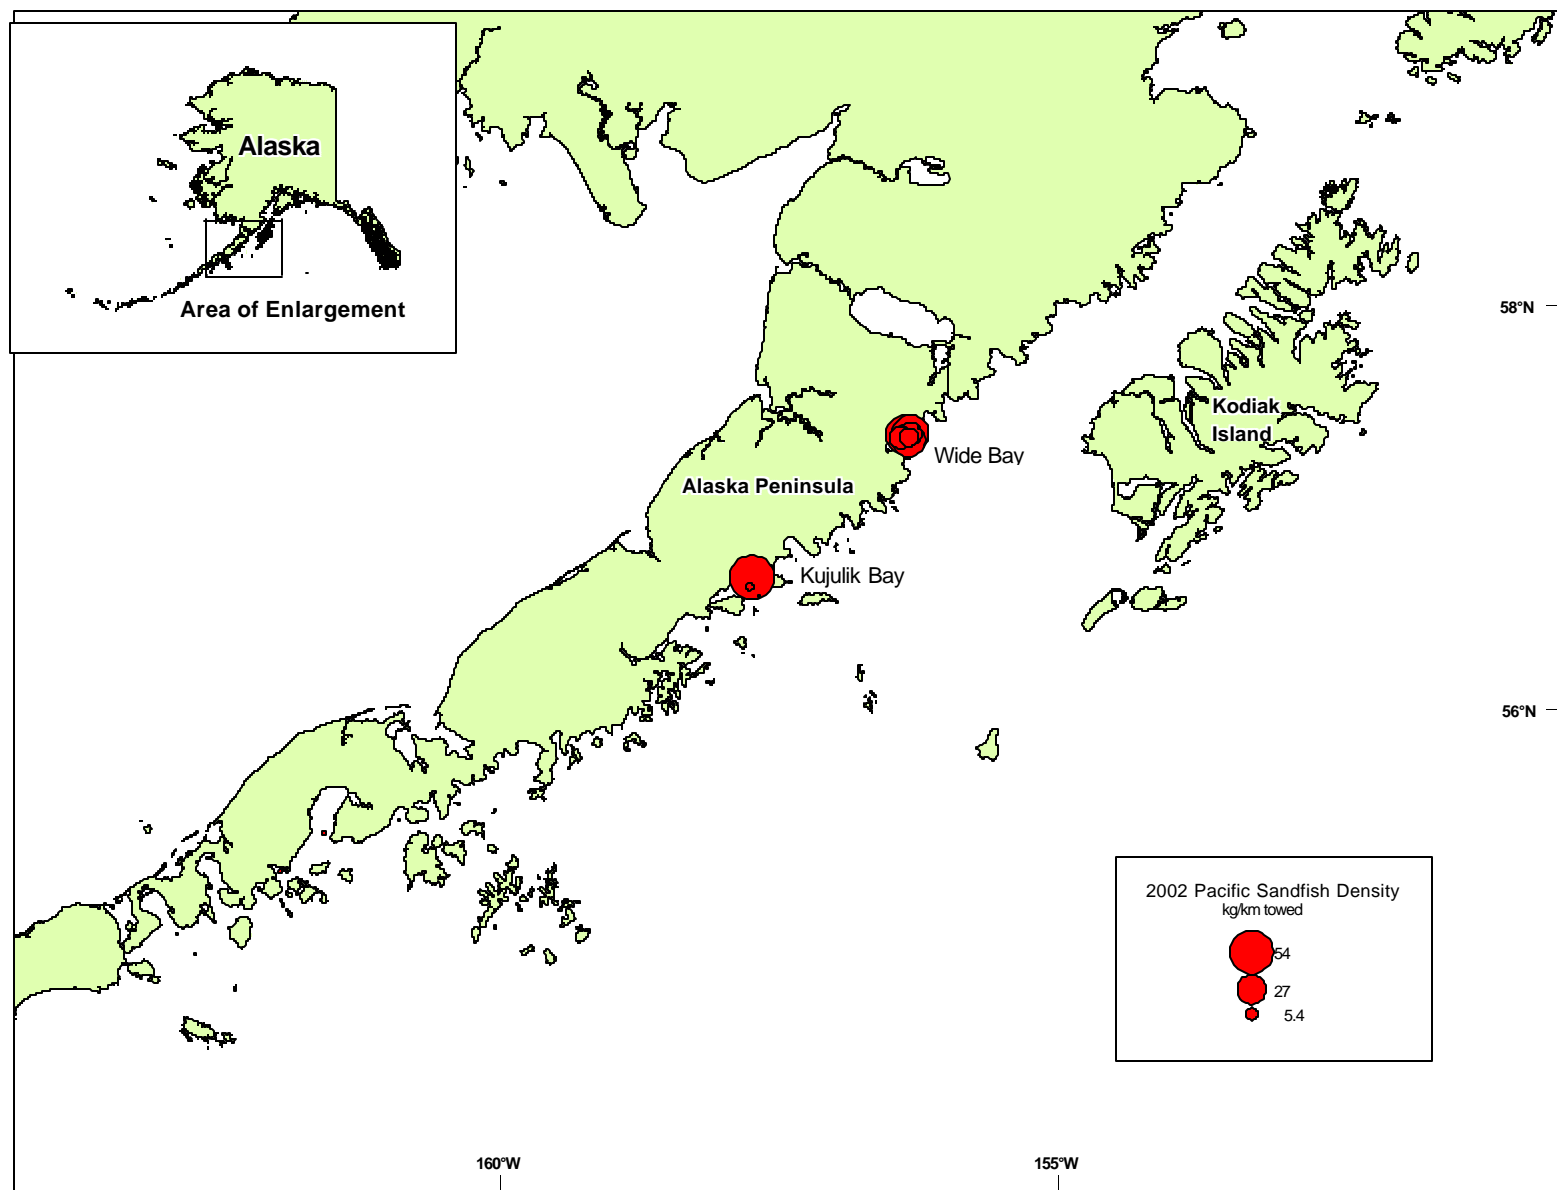 Alaska
Area of Enlargement
58°N
Kodiak
Island
Wide Bay
Alaska Peninsula
Kujulik Bay
56°N
2002 Pacific Sandfish Density
kg/km towed
54
27
5.4
160°W
155°W